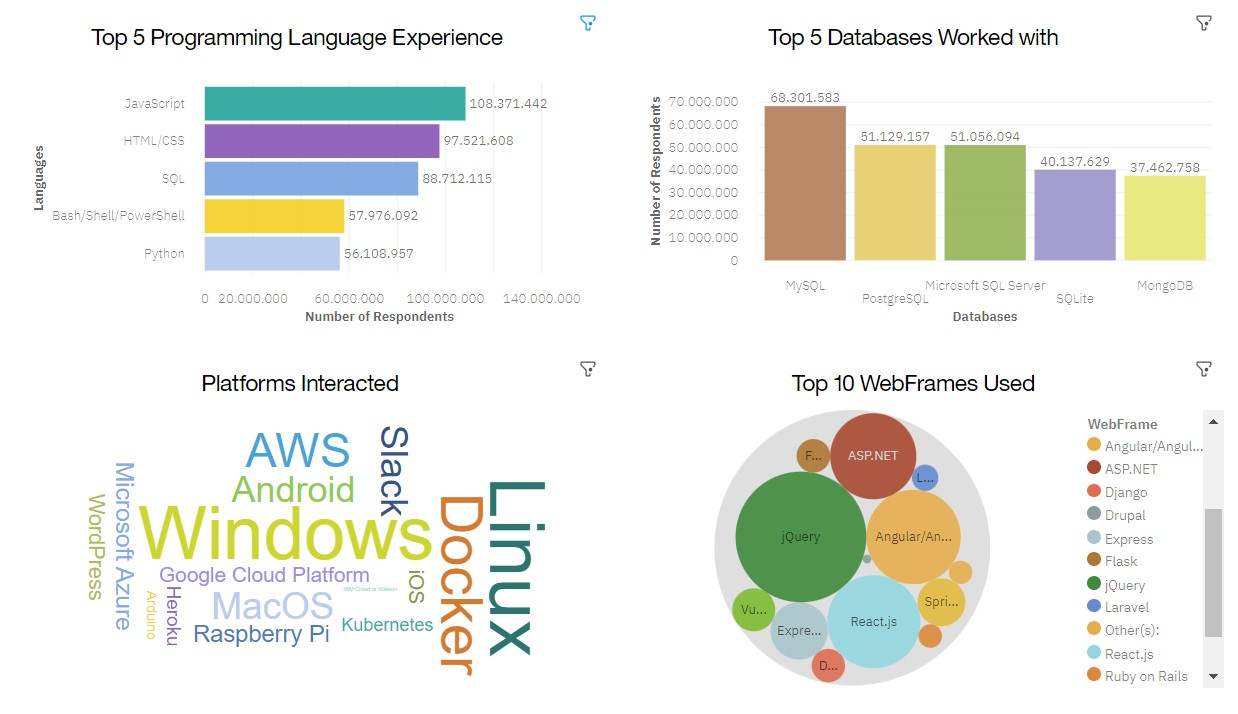 Top 5 Programming Language Experience
Languages
JavaScript
108.371.442
HTML/CSS
97.521.608
SQL
88.712.115
Bash/Shell/PowerShell
57.976.092
Python
56.108.957
0 20.000.000 60.000.000 100.000.000 140.000.000
Number of Respondents
Top 5 Databases Worked with
Number of Respondents
70.000.000
60.000.000
50.000.000
40.000.000
30.000.000
20.000.000
10.000.000
0
68.301.583
51.129.157
51.056.094
40.137.629
37.462.758
MySQL
PostgreSQL
Microsoft SQL Server
SQLite
MongoDB
Databases
Platforms Interacted
AWS
Slack
Android
Microsoft Azure
WordPress
Windows
Docker
Linux
Google Cloud Platform
IBM Cloud or Watson
iOS
Arduino
Heroku
MacOS
Raspberry Pi
Kubernetes
Top 10 WebFrames Used
F...
ASP.NET
L...
jQuery
Angular/An...
Vu...
Expre...
React.js
Spri...
D...
WebFrame
Angular/Angul...
ASP.NET
Django
Drupal
Express
Flask
jQuery
Laravel
Other(s):
React.js
Ruby on Rails